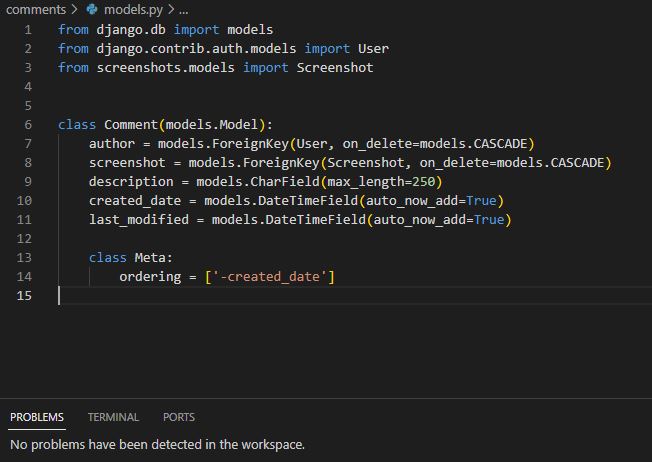 comments > models.py > ...
1 from django.db import models
2 from django.contrib.auth.models import User
3 from screenshots.models import Screenshot
4
5
6 class Comment(models.Model):
7     author = models.ForeignKey(User, on_delete=models.CASCADE)
8     screenshot = models.ForeignKey(Screenshot, on_delete=models.CASCADE)
9     description = models.CharField(max_length=250)
10     created_date = models.DateTimeField(auto_now_add=True)
11     last_modified = models.DateTimeField(auto_now_add=True)
12
13     class Meta:
14         ordering = ['-created_date']
15
PROBLEMS TERMINAL PORTS
No problems have been detected in the workspace.